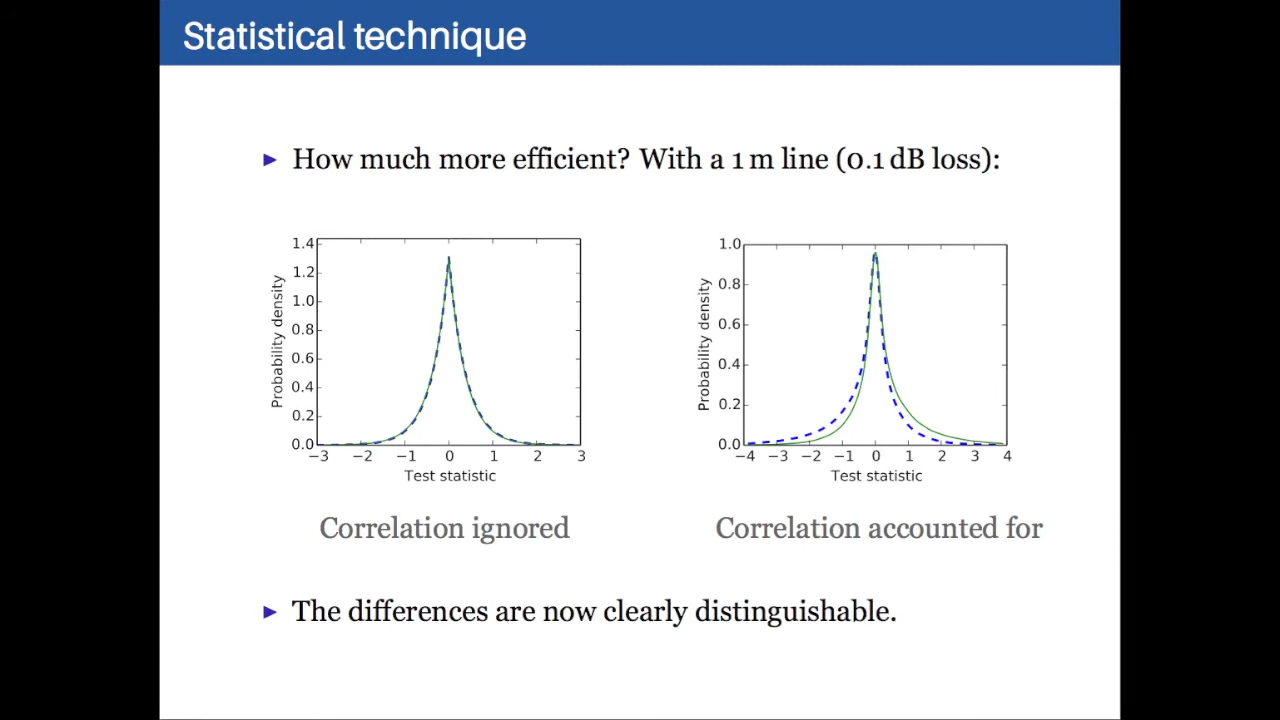 Statistical technique
How much more efficient? With a 1 m line (0.1 dB loss):
1.4
1.2
1.0
0.8
0.6
0.4
0.2
0.0
Probability density
−3 −2 −1 0 1 2 3
Test statistic
Correlation ignored
1.0
0.8
0.6
0.4
0.2
0.0
Probability density
−4 −3 −2 −1 0 1 2 3 4
Test statistic
Correlation accounted for
The differences are now clearly distinguishable.